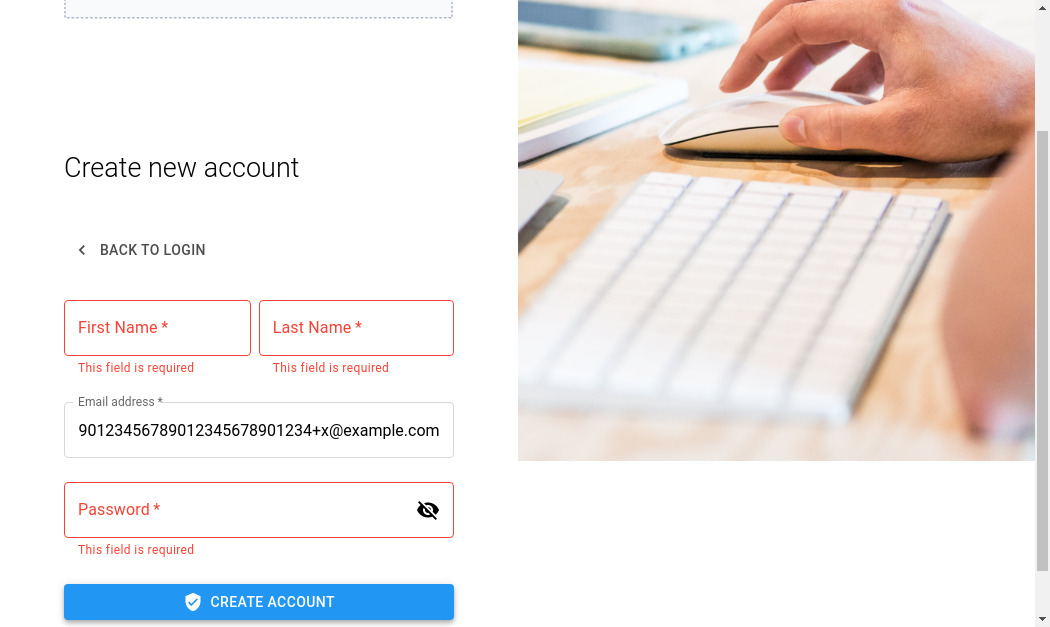 Create new account
BACK TO LOGIN
First Name *
Last Name *
This field is required
This field is required
Email address *
90123456789012345678901234+x@example.com
Password *
This field is required
CREATE ACCOUNT